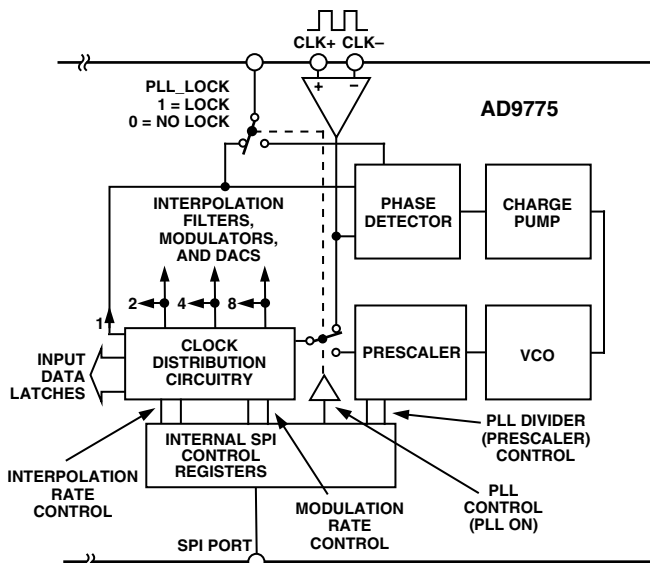 CLK+ CLK–
+ –
PLL_LOCK
1 = LOCK
0 = NO LOCK
AD9775
INTERPOLATION
FILTERS,
MODULATORS,
AND DACS
PHASE
DETECTOR
CHARGE
PUMP
2
4
8
1
CLOCK
DISTRIBUTION
CIRCUITRY
PRESCALER
VCO
INPUT
DATA
LATCHES
INTERNAL SPI
CONTROL
REGISTERS
PLL DIVIDER
(PRESCALER)
CONTROL
INTERPOLATION
RATE
CONTROL
MODULATION
RATE
CONTROL
PLL
CONTROL
(PLL ON)
SPI PORT